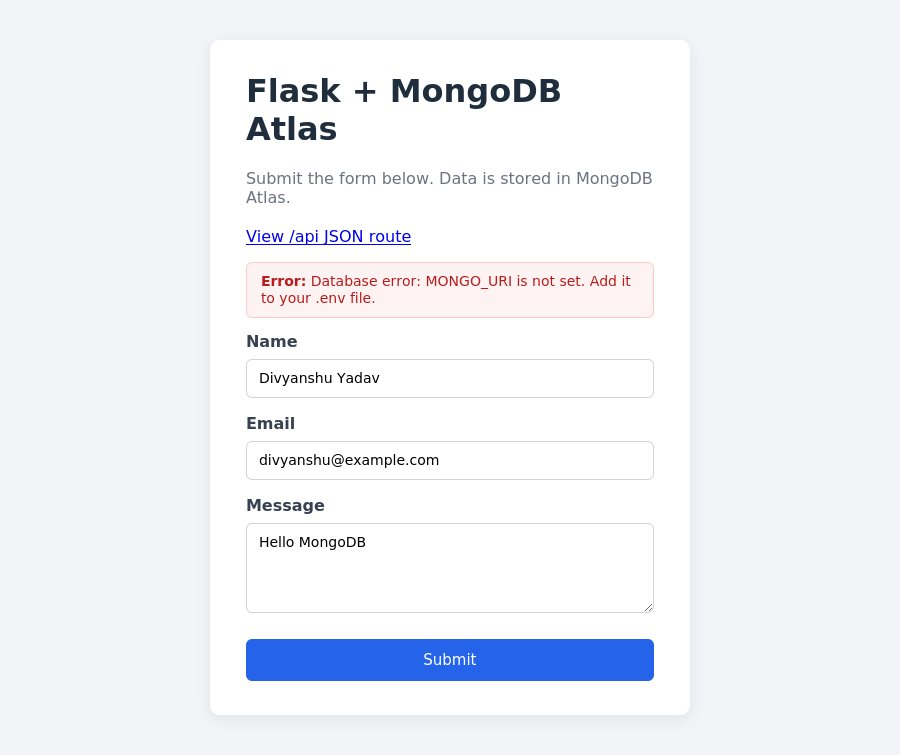 Flask + MongoDB
Atlas
Submit the form below. Data is stored in MongoDB
Atlas.
View /api JSON route
Error: Database error: MONGO_URI is not set. Add it
to your .env file.
Name
Divyanshu Yadav
Email
divyanshu@example.com
Message
Hello MongoDB
Submit